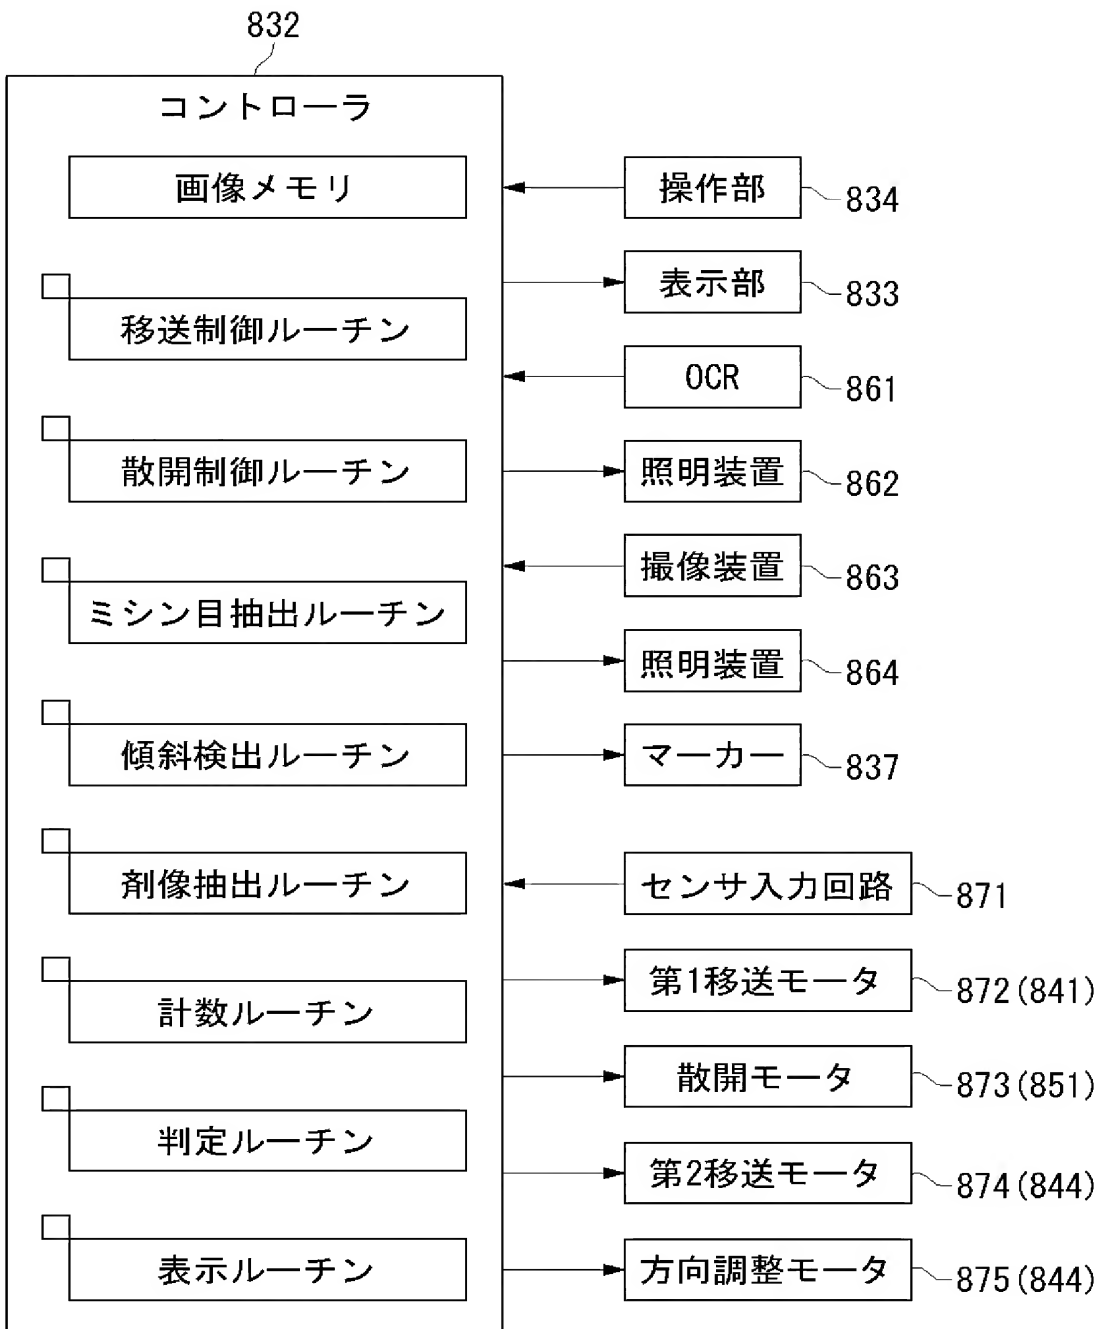 832
コントローラ
画像メモリ
移送制御ルーチン
散開制御ルーチン
ミシン目抽出ルーチン
傾斜検出ルーチン
剤像抽出ルーチン
計数ルーチン
判定ルーチン
表示ルーチン
操作部 834
表示部 833
OCR 861
照明装置 862
撮像装置 863
照明装置 864
マーカー 837
センサ入力回路 871
第1移送モータ 872(841)
散開モータ 873(851)
第2移送モータ 874(844)
方向調整モータ 875(844)